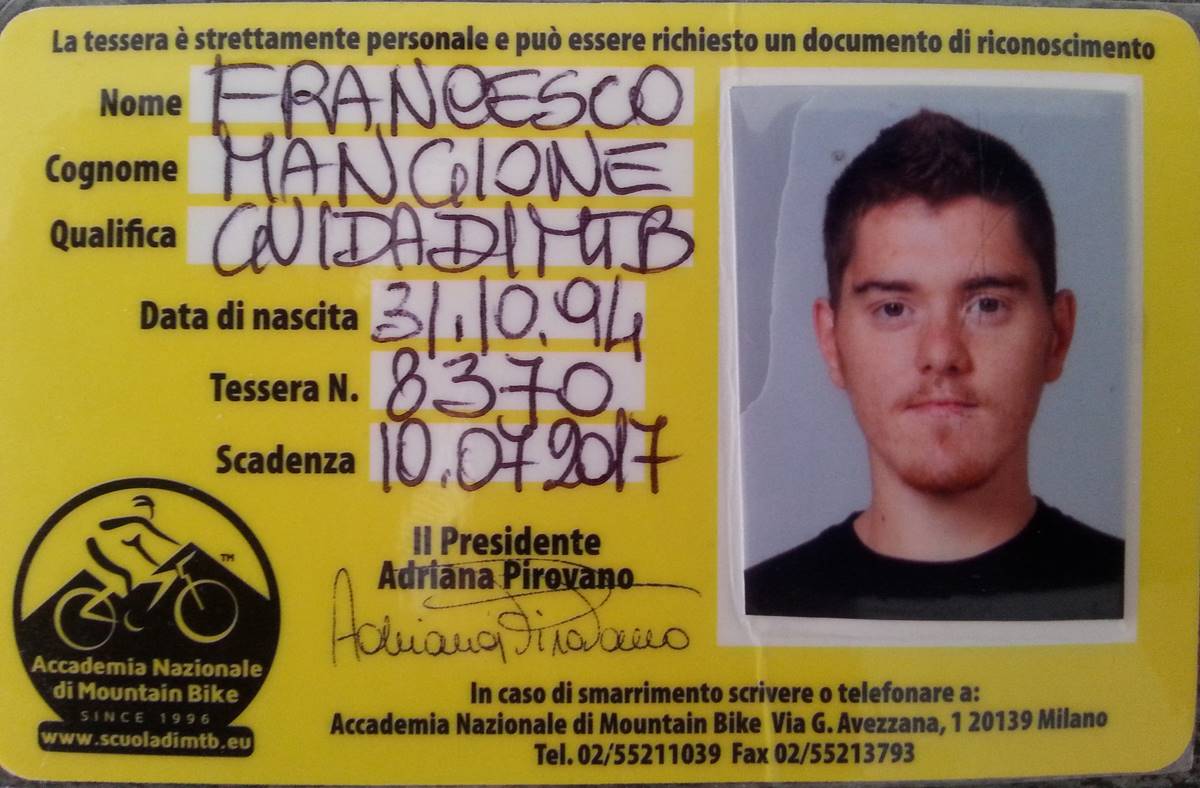 La tessera è strettamente personale e può essere richiesto un documento di riconoscimento
Nome FRANCESCO
Cognome MANGIONE
Qualifica GUIDA DI MTB
Data di nascita 31.10.94
Tessera N. 8370
Scadenza 10.07.2017
Il Presidente
Adriana Pirovano
Adriana Pirovano
TM
Accademia Nazionale
di Mountain Bike
SINCE 1996
www.scuoladimtb.eu
In caso di smarrimento scrivere o telefonare a:
Accademia Nazionale di Mountain Bike Via G. Avezzana, 1 20139 Milano
Tel. 02/55211039 Fax 02/55213793